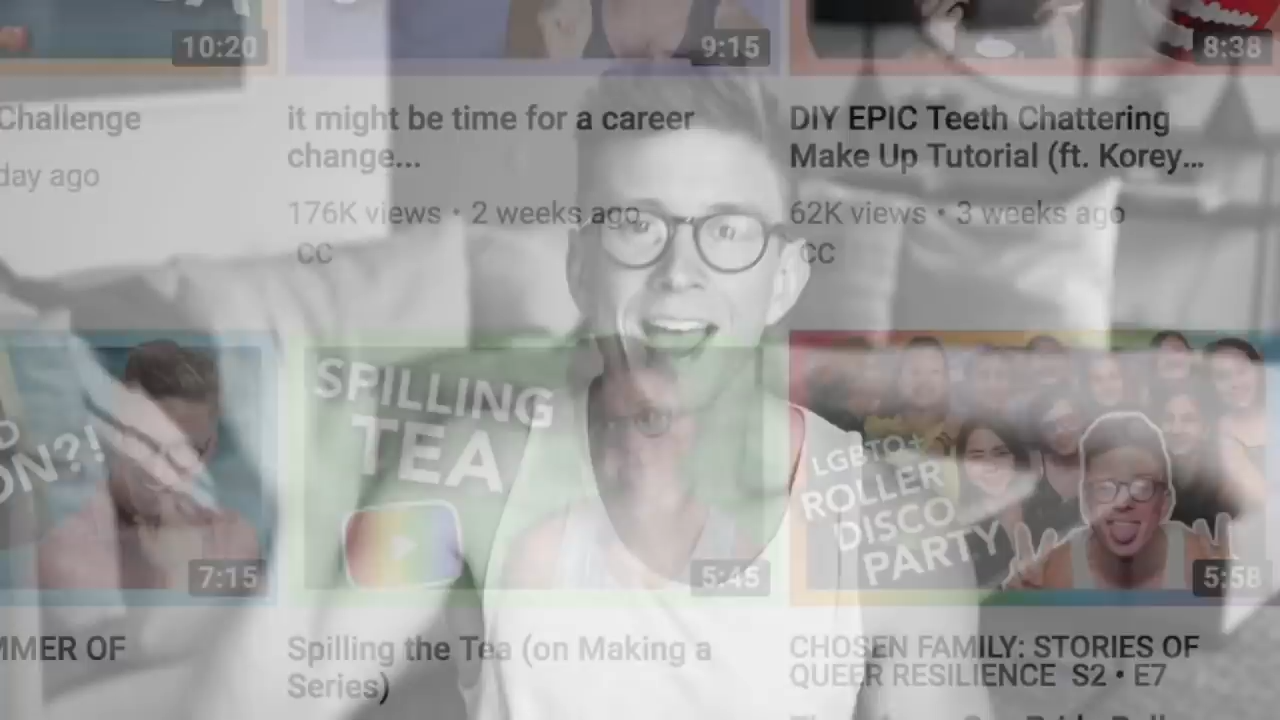 10:20
9:15
8:38
Challenge
it might be time for a career
change...
DIY EPIC Teeth Chattering
Make Up Tutorial (ft. Korey...
day ago
176K views • 2 weeks ago
62K views • 3 weeks ago
CC
CC
ON?!
SPILLING
TEA
LGBTQ+
ROLLER
DISCO
PARTY
7:15
5:45
5:58
MMER OF
Spilling the Tea (on Making a
Series)
CHOSEN FAMILY: STORIES OF
QUEER RESILIENCE S2 • E7